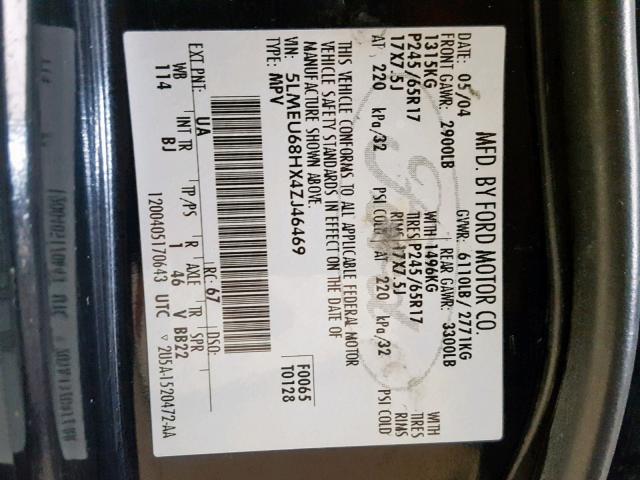 MFD. BY FORD MOTOR CO.
DATE: 05/04 GVWR: 6110LB/2771KG
FRONT GAWR: 2900LB REAR GAWR: 3300LB
1315KG WITH 1496KG WITH
P245/65R17 TIRES P245/65R17 TIRES
17X7.5J RIMS 17X7.5J RIMS
AT 220 kPa/32 PSI COLD AT 220 kPa/32 PSI COLD
THIS VEHICLE CONFORMS TO ALL APPLICABLE FEDERAL MOTOR
VEHICLE SAFETY STANDARDS IN EFFECT ON THE DATE OF
MANUFACTURE SHOWN ABOVE.
VIN: 5LMEU68HX4ZJ46469 F0065
TYPE: MPV T0128
EXT PNT: UA RC: 67 DSO:
WB INT TR TP/PS R AXLE TR SPR
114 BJ 1 46 V BB22
1200405170643 UTC ▽ 2U5A-1520472-AA